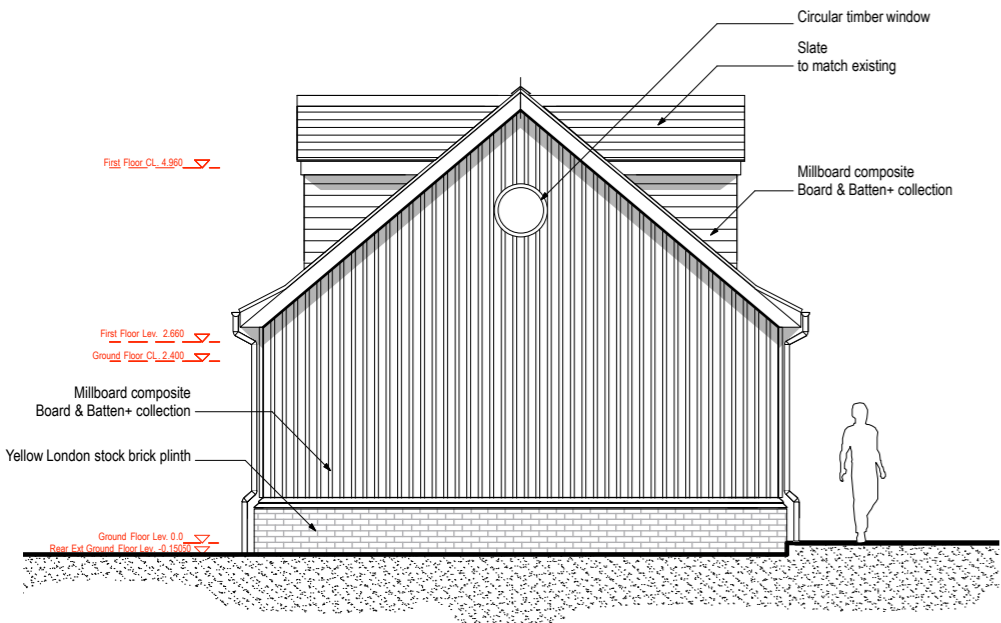 Circular timber window
Slate
to match existing
First Floor CL. 4.960
Millboard composite
Board & Batten+ collection
First Floor Lev. 2.660
Ground Floor CL. 2.400
Millboard composite
Board & Batten+ collection
Yellow London stock brick plinth
Ground Floor Lev. 0.0
Rear Ext Ground Floor Lev. -0.15050